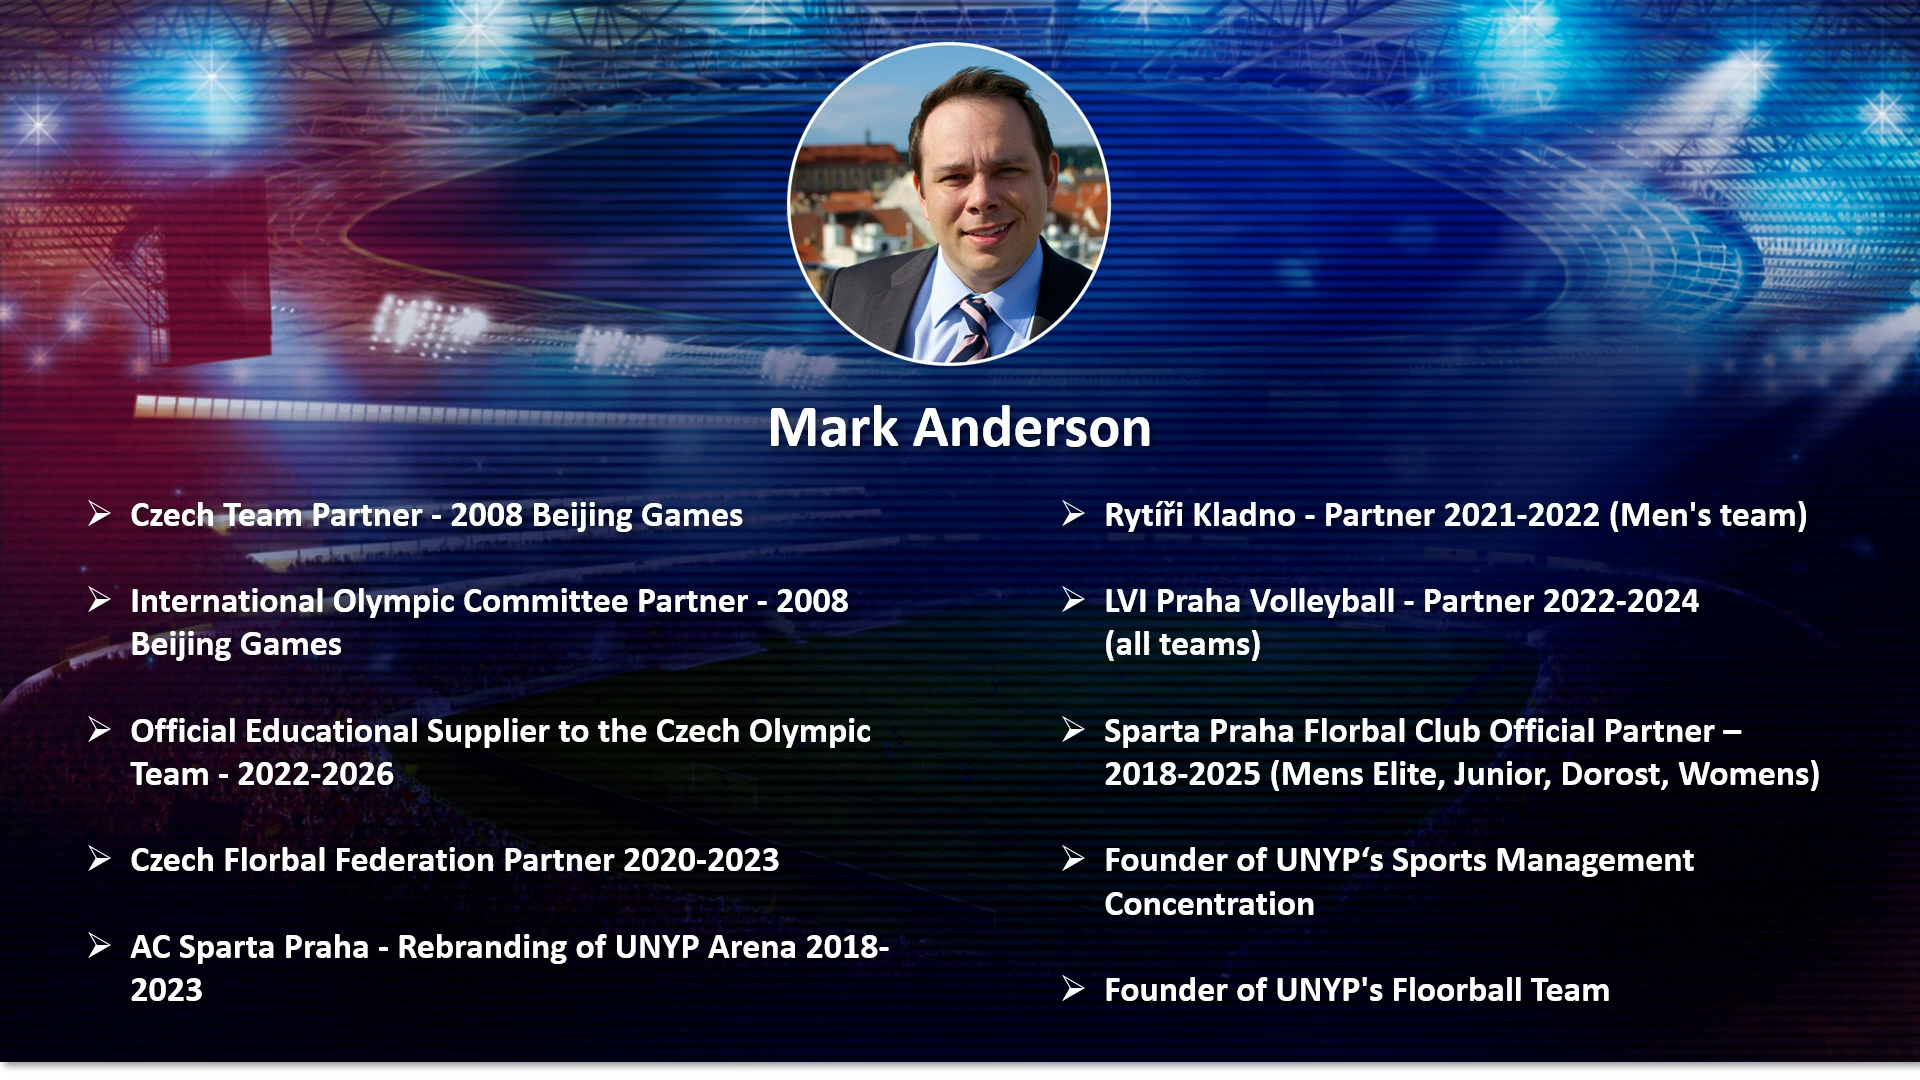 Mark Anderson
Czech Team Partner - 2008 Beijing Games
International Olympic Committee Partner - 2008
Beijing Games
Official Educational Supplier to the Czech Olympic
Team - 2022-2026
Czech Florbal Federation Partner 2020-2023
AC Sparta Praha - Rebranding of UNYP Arena 2018-
2023
Rytíři Kladno - Partner 2021-2022 (Men's team)
LVI Praha Volleyball - Partner 2022-2024
(all teams)
Sparta Praha Florbal Club Official Partner –
2018-2025 (Mens Elite, Junior, Dorost, Womens)
Founder of UNYP‘s Sports Management
Concentration
Founder of UNYP's Floorball Team